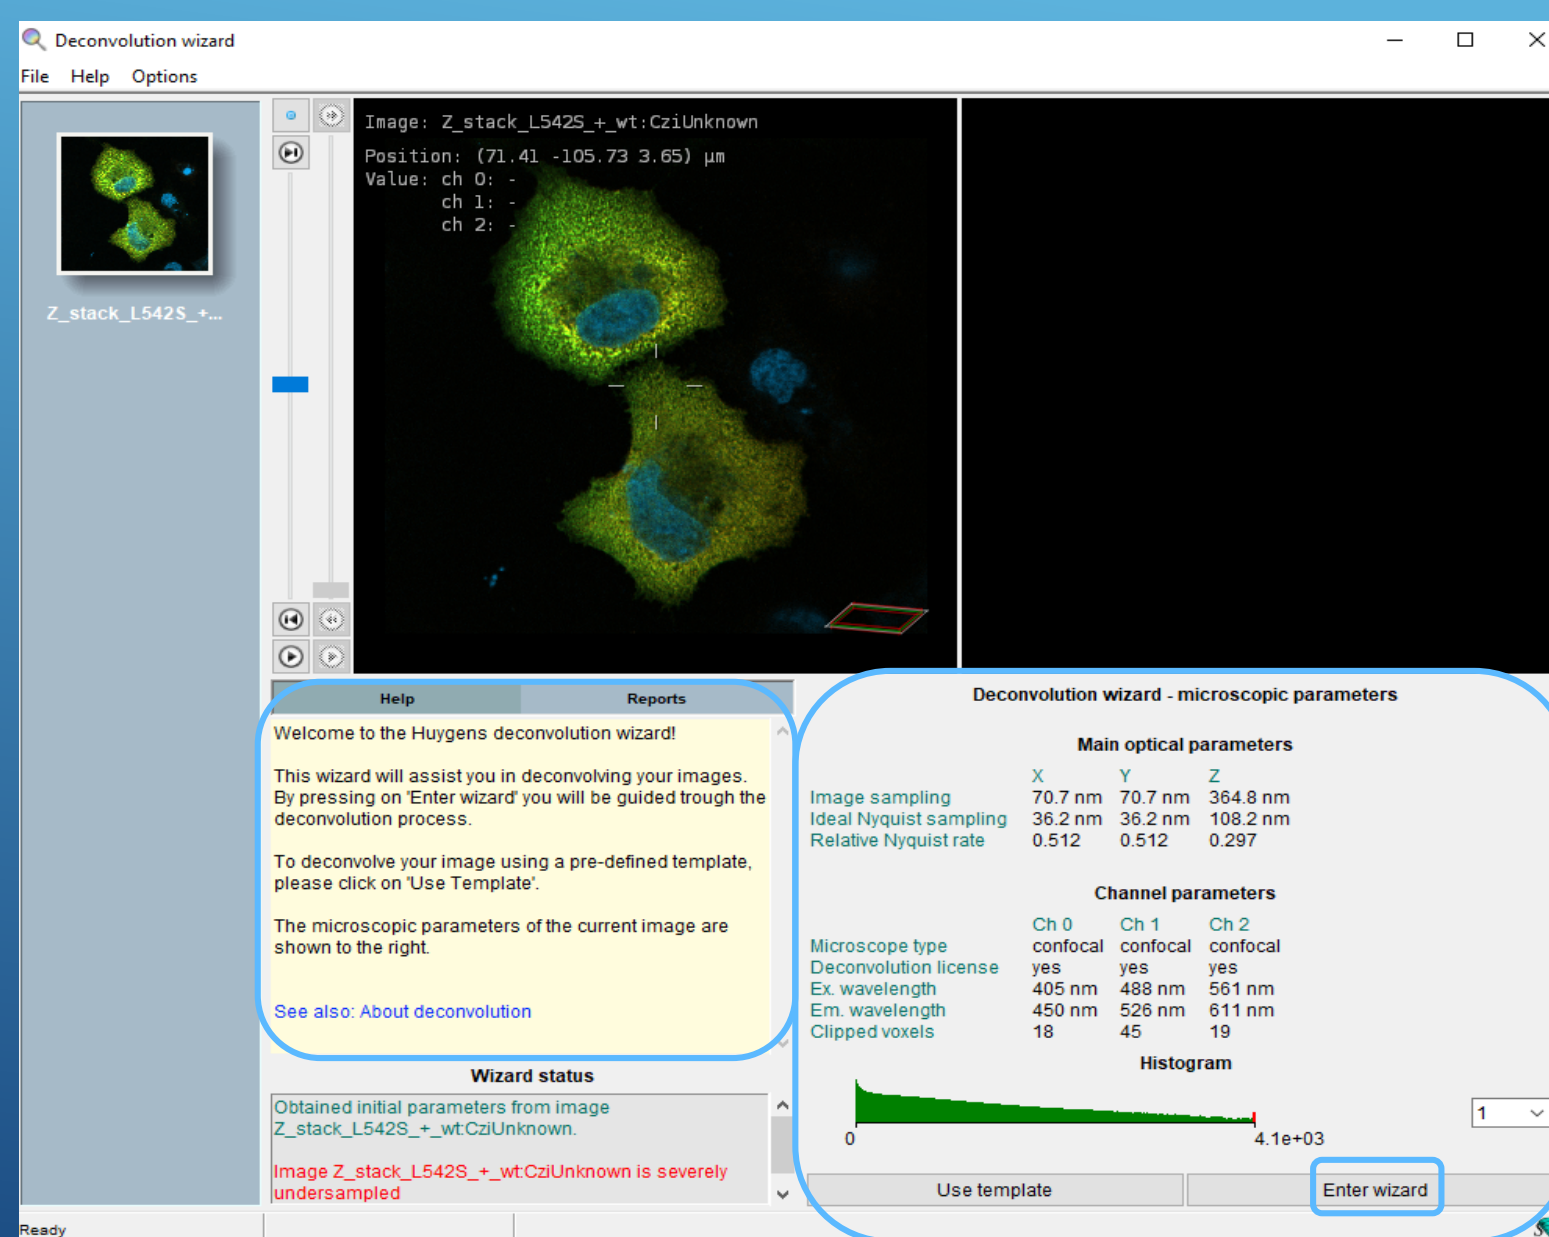 Deconvolution wizard
File Help Options
Z_stack_L542S_+...
Image: Z_stack_L542S_+_wt:CziUnknown
Position: (71.41 -105.73 3.65) µm
Value: ch 0: -
ch 1: -
ch 2: -
Help Reports
Welcome to the Huygens deconvolution wizard!
This wizard will assist you in deconvolving your images.
By pressing on 'Enter wizard' you will be guided trough the
deconvolution process.
To deconvolve your image using a pre-defined template,
please click on 'Use Template'.
The microscopic parameters of the current image are
shown to the right.
See also: About deconvolution
Wizard status
Obtained initial parameters from image
Z_stack_L542S_+_wt:CziUnknown.
Image Z_stack_L542S_+_wt:CziUnknown is severely
undersampled
Deconvolution wizard - microscopic parameters
Main optical parameters
X Y Z
Image sampling 70.7 nm 70.7 nm 364.8 nm
Ideal Nyquist sampling 36.2 nm 36.2 nm 108.2 nm
Relative Nyquist rate 0.512 0.512 0.297
Channel parameters
Ch 0 Ch 1 Ch 2
Microscope type confocal confocal confocal
Deconvolution license yes yes yes
Ex. wavelength 405 nm 488 nm 561 nm
Em. wavelength 450 nm 526 nm 611 nm
Clipped voxels 18 45 19
Histogram
1
0 4.1e+03
Use template Enter wizard
Ready